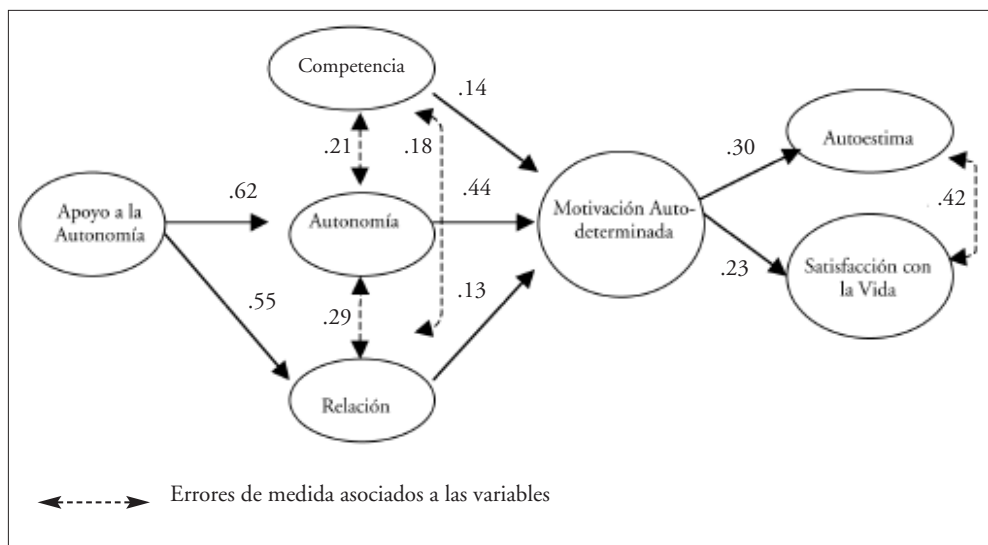 Competencia
.14
.21
.18
.30
Autoestima
.62
.44
Apoyo a la
Autonomía
Autonomía
Motivación Auto-
determinada
.42
.55
.29
.13
.23
Satisfacción con
la Vida
Relación
Errores de medida asociados a las variables